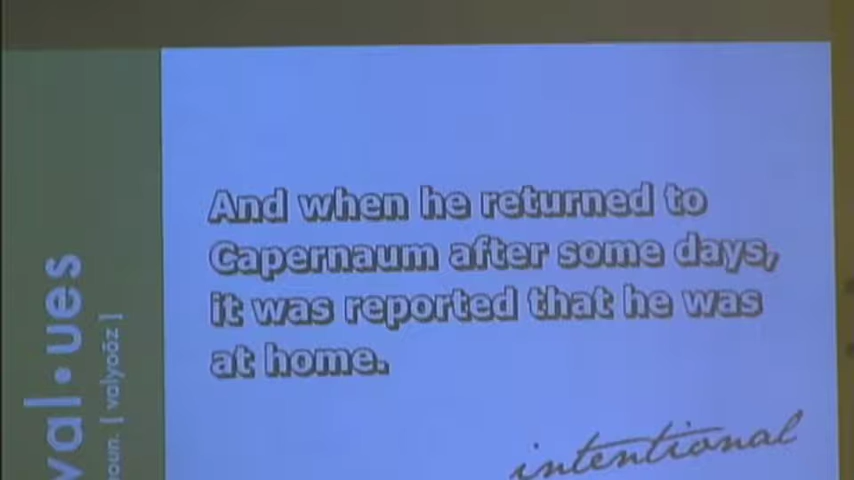 And when he returned to
Capernaum after some days,
it was reported that he was
at home.
intentional
val•ues
noun. [ valyoōz ]